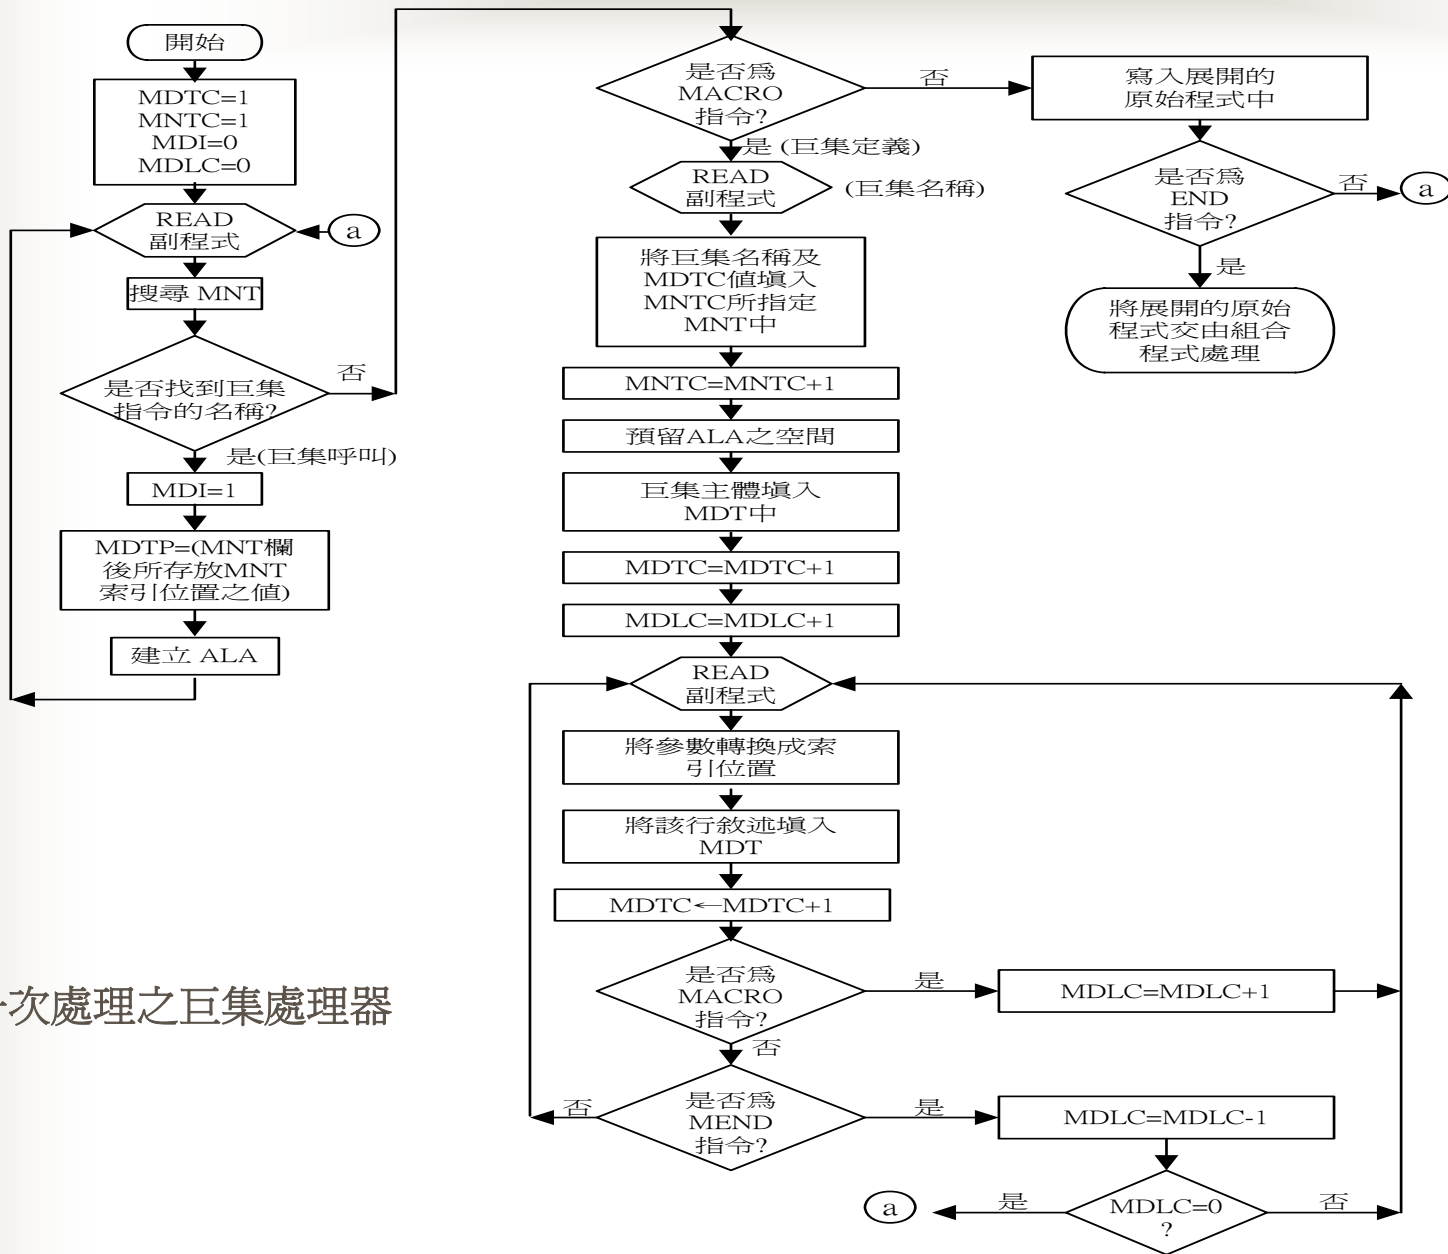 開始
MDTC=1
MNTC=1
MDI=0
MDLC=0
READ
副程式
a
搜尋 MNT
是否找到巨集
指令的名稱?
否
是(巨集呼叫)
MDI=1
MDTP=(MNT欄
後所存放MNT
索引位置之值)
建立 ALA
是否為
MACRO
指令?
否
是 (巨集定義)
READ
副程式
(巨集名稱)
將巨集名稱及
MDTC值填入
MNTC所指定
MNT中
MNTC=MNTC+1
預留ALA之空間
巨集主體填入
MDT中
MDTC=MDTC+1
MDLC=MDLC+1
READ
副程式
將參數轉換成索
引位置
將該行敘述填入
MDT
MDTC←MDTC+1
是否為
MACRO
指令?
是
MDLC=MDLC+1
否
是否為
MEND
指令?
否
是
MDLC=MDLC-1
MDLC=0
?
是
a
否
寫入展開的
原始程式中
是否為
END
指令?
否
a
是
將展開的原始
程式交由組合
程式處理
次處理之巨集處理器